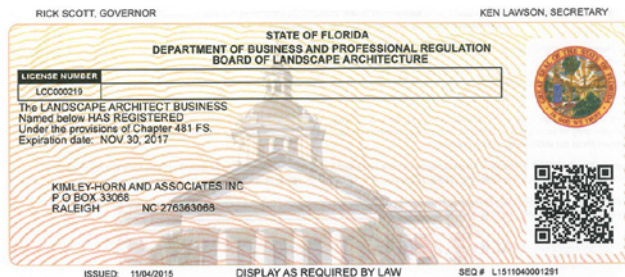 RICK SCOTT, GOVERNOR
KEN LAWSON, SECRETARY
STATE OF FLORIDA
DEPARTMENT OF BUSINESS AND PROFESSIONAL REGULATION
BOARD OF LANDSCAPE ARCHITECTURE
LICENSE NUMBER
LCC000219
The LANDSCAPE ARCHITECT BUSINESS
Named below HAS REGISTERED
Under the provisions of Chapter 481 FS.
Expiration date: NOV 30, 2017
KIMLEY-HORN AND ASSOCIATES INC
P O BOX 33068
RALEIGH NC 276363068
ISSUED: 11/04/2015
DISPLAY AS REQUIRED BY LAW
SEQ # L1511040001291